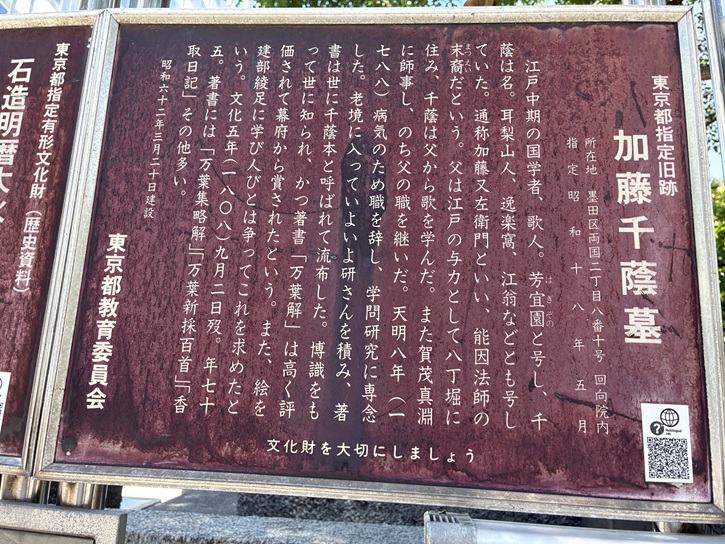 東京都指定旧跡
加藤千蔭墓
所在地 墨田区両国二丁目八番十号 回向院内
指定 昭和十八年五月
江戸中期の国学者、歌人。芳宜園と号し、千
はぎぞの
蔭は名。耳梨山人、逸楽窩、江翁などとも号し
ていた。通称加藤又左衛門といい、能因法師の
末裔だという。父は江戸の与力として八丁堀に
まつえい
住み、千蔭は父から歌を学んだ。また賀茂真淵
に師事し、のち父の職を継いだ。天明八年(一
七八八)病気のため職を辞し、学問研究に専念
した。老境に入っていよいよ研さんを積み、著
書は世に千蔭本と呼ばれて流布した。博識をも
って世に知られ、かつ著書「万葉解」は高く評
価されて幕府から賞されたという。また、絵を
建部綾足に学び人びとは争ってこれを求めたと
いう。文化五年(一八〇八)九月二日歿。年七十
五。著書には「万葉集略解」「万葉新採百首」「香
取日記」その他多い。
昭和六十二年三月二十日建設
東京都教育委員会
文化財を大切にしましょう
東京都指定有形文化財(歴史資料)
石造明暦大火